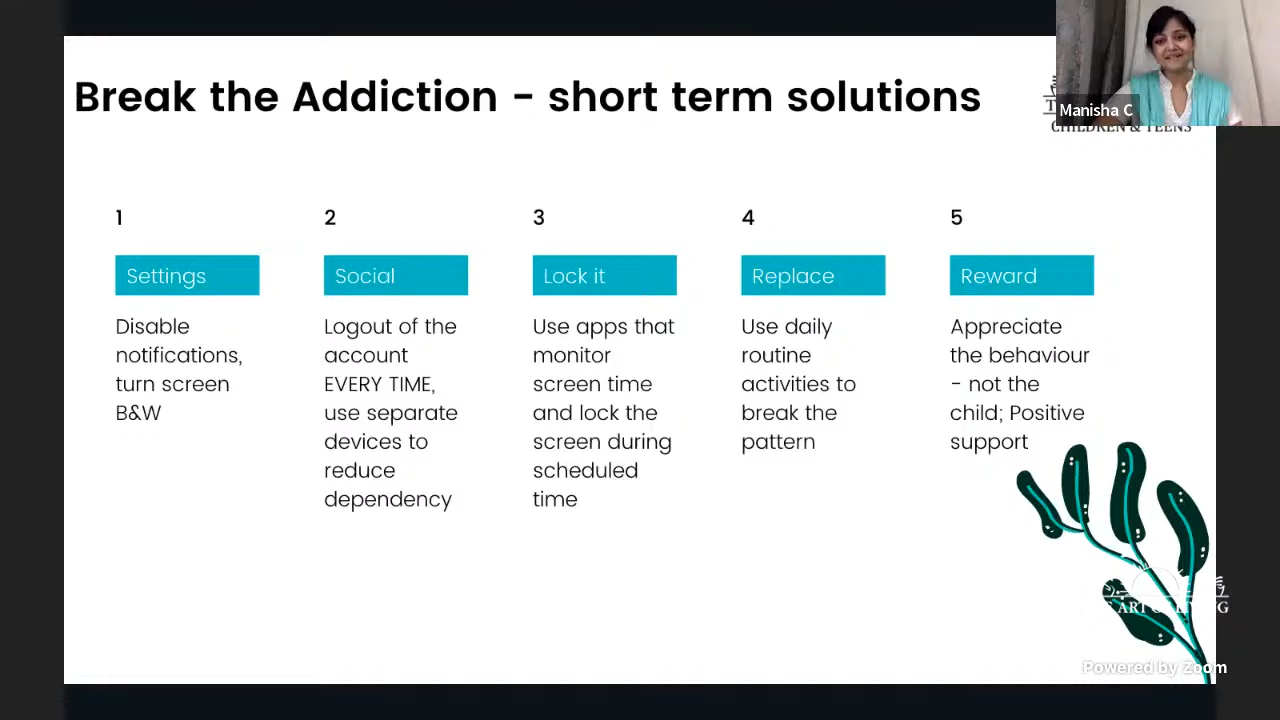 Break the Addiction - short term solutions
Manisha C
CHILDREN & TEENS
1
Settings
Disable
notifications,
turn screen
B&W
2
Social
Logout of the
account
EVERY TIME,
use separate
devices to
reduce
dependency
3
Lock it
Use apps that
monitor
screen time
and lock the
screen during
scheduled
time
4
Replace
Use daily
routine
activities to
break the
pattern
5
Reward
Appreciate
the behaviour
- not the
child; Positive
support
ART
Powered by Zoom